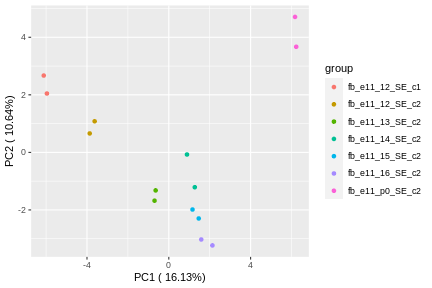 4
2
0
-2
-4
0
4
PC1 ( 16.13%)
PC2 ( 10.64%)
group
fb_e11_12_SE_c1
fb_e11_12_SE_c2
fb_e11_13_SE_c2
fb_e11_14_SE_c2
fb_e11_15_SE_c2
fb_e11_16_SE_c2
fb_e11_p0_SE_c2